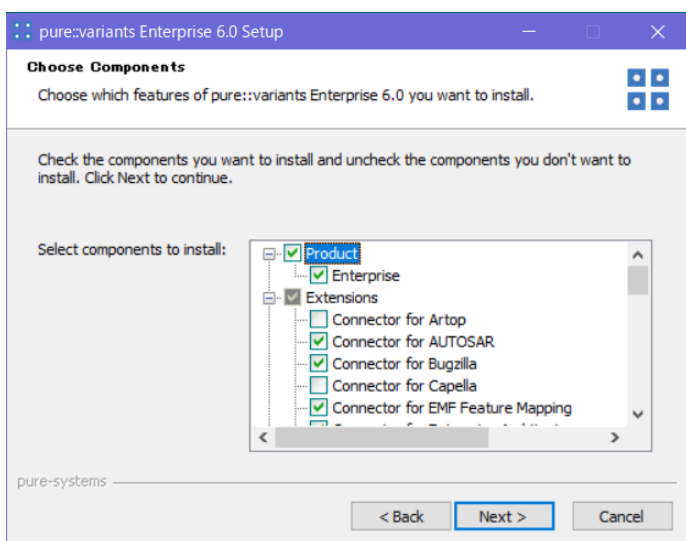 pure::variants Enterprise 6.0 Setup
Choose Components
Choose which features of pure::variants Enterprise 6.0 you want to install.
Check the components you want to install and uncheck the components you don't want to
install. Click Next to continue.
Select components to install:
Product
Enterprise
Extensions
Connector for Artop
Connector for AUTOSAR
Connector for Bugzilla
Connector for Capella
Connector for EMF Feature Mapping
pure-systems
< Back
Next >
Cancel